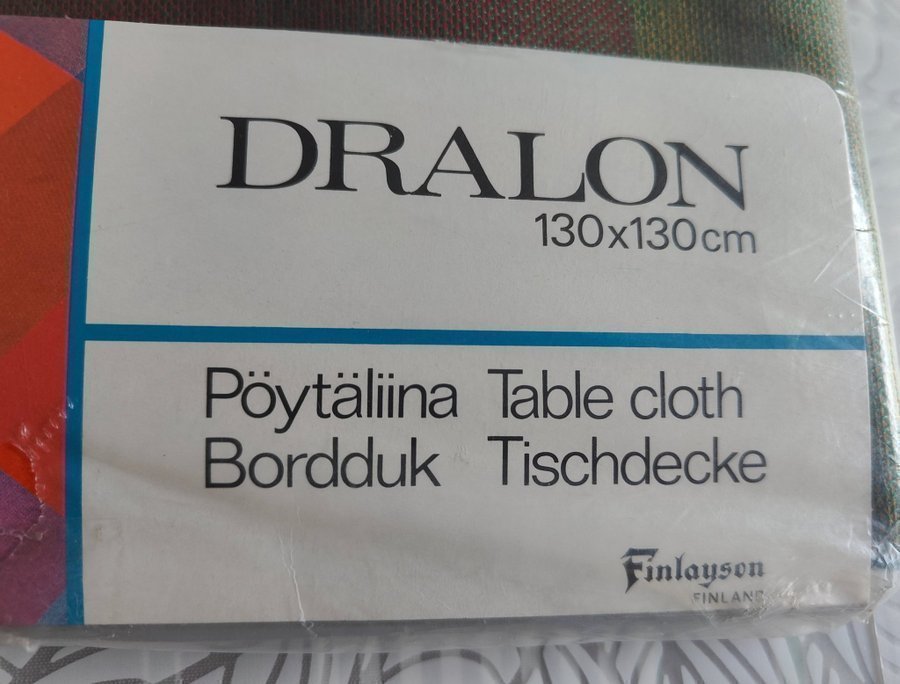 DRALON
130x130cm
Pöytäliina Table cloth
Bordduk Tischdecke
Finlayson
FINLAND